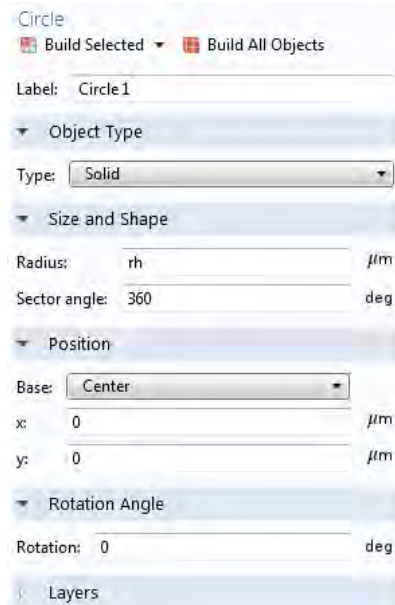 Circle
Build Selected Build All Objects
Label: Circle 1
Object Type
Type: Solid
Size and Shape
Radius: rh μm
Sector angle: 360 deg
Position
Base: Center
x: 0 μm
y: 0 μm
Rotation Angle
Rotation: 0 deg
Layers